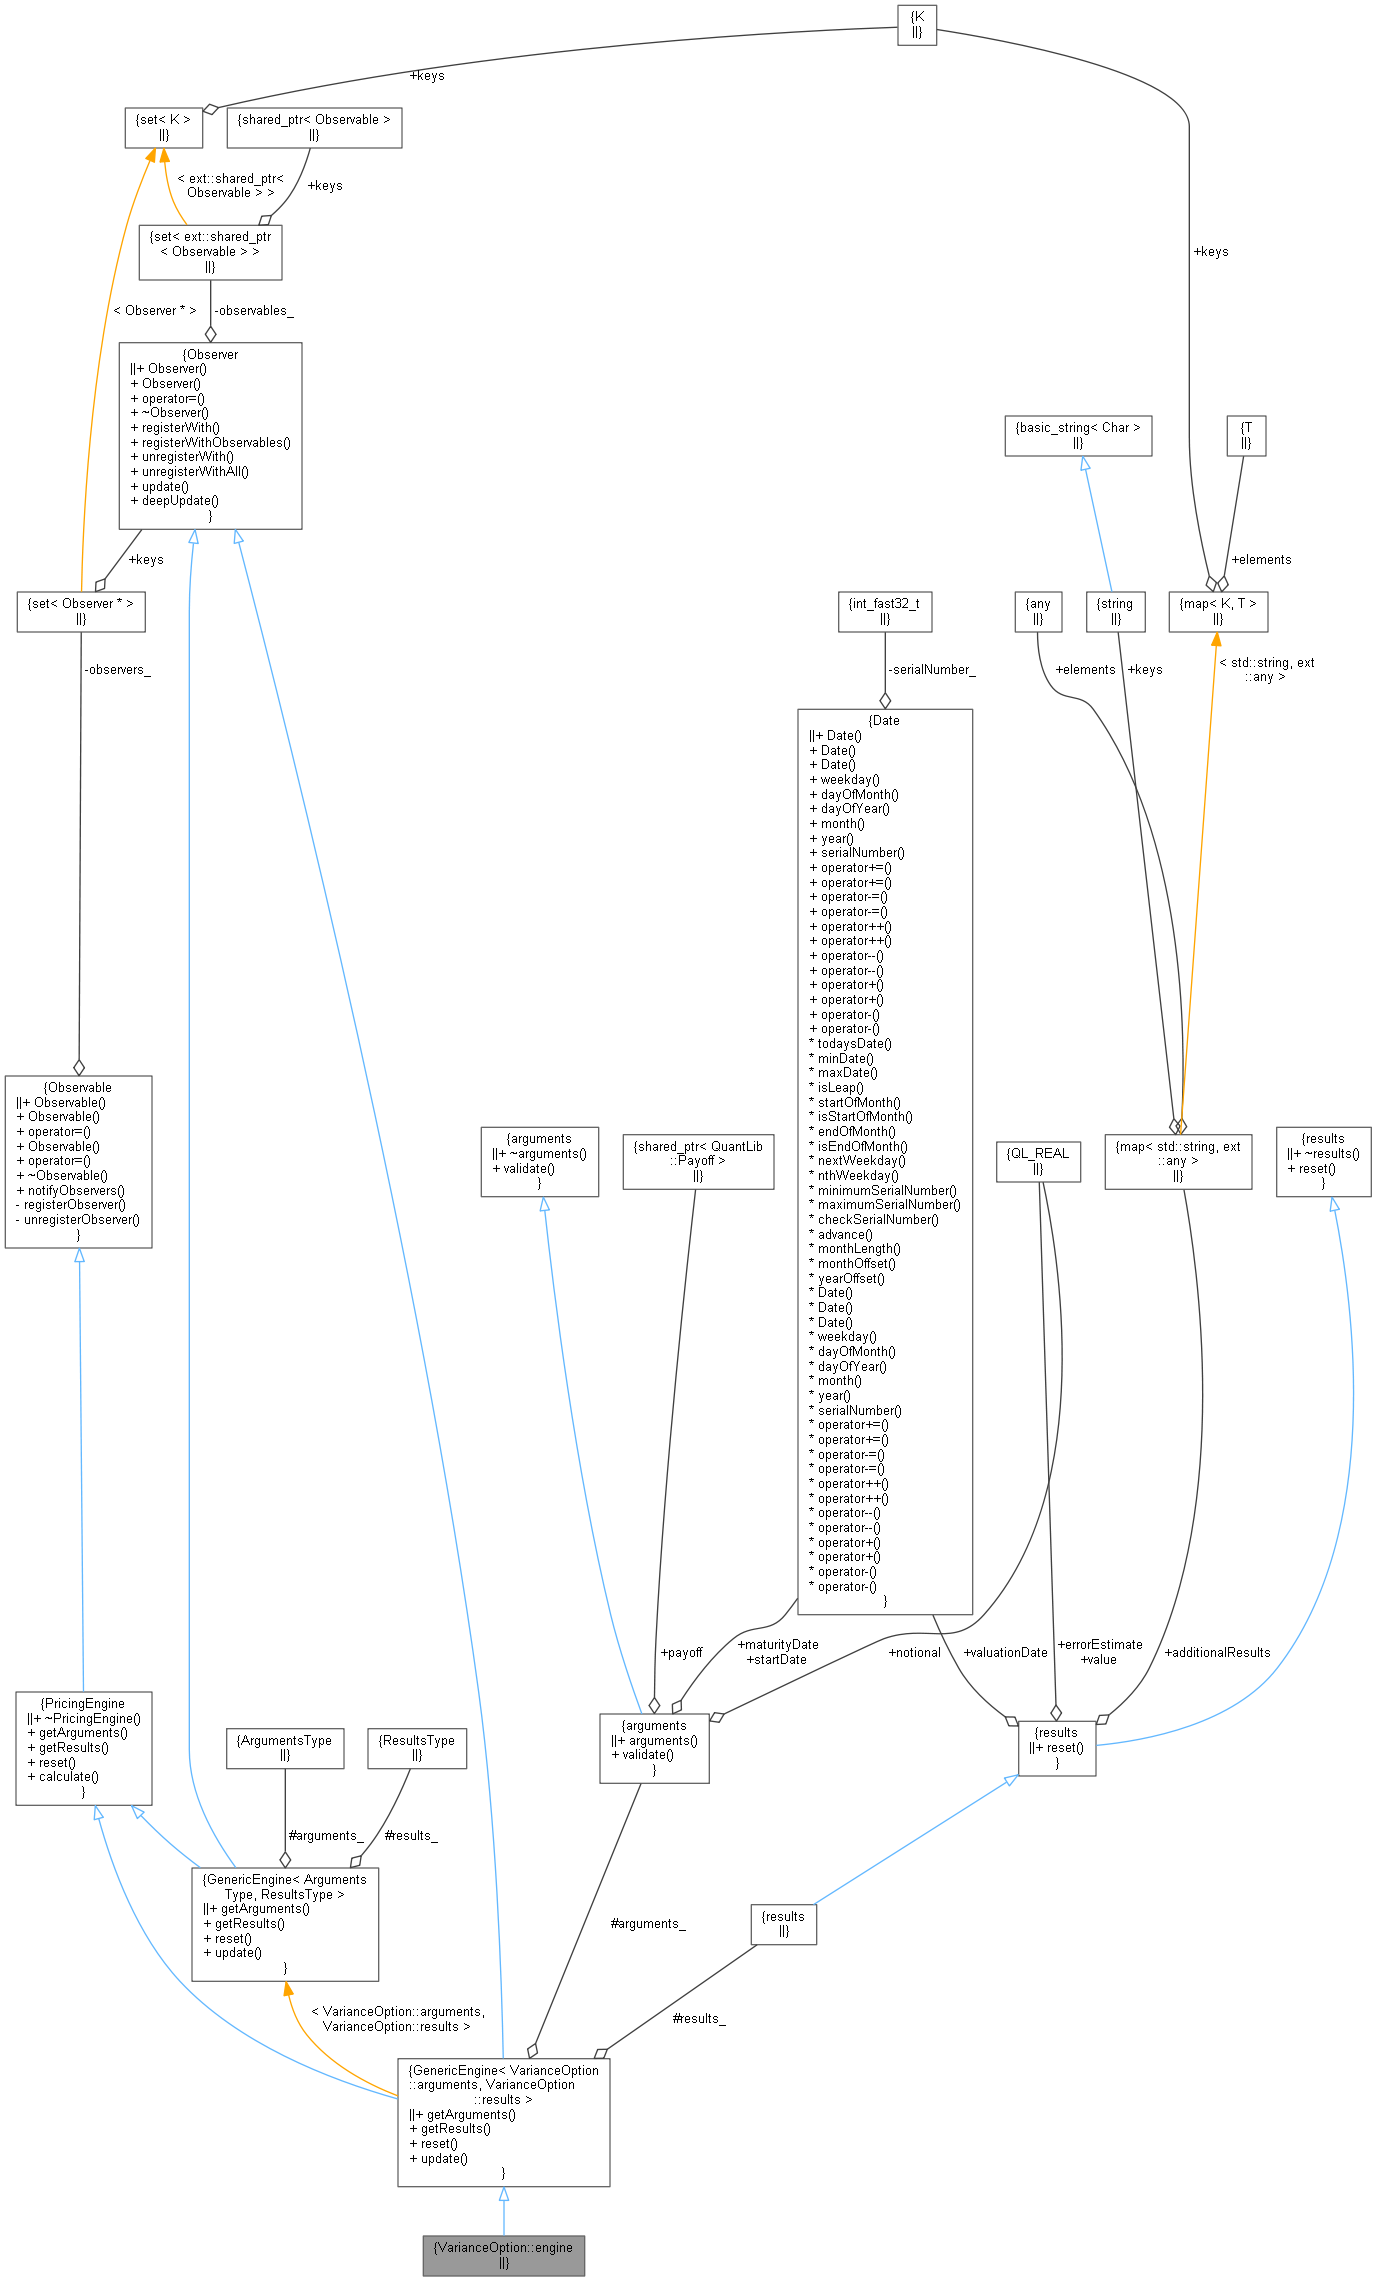 {K
||}
+keys
{set< K >
||}
{shared_ptr< Observable >
||}
< ext::shared_ptr<
Observable > >
+keys
{set< ext::shared_ptr
< Observable > >
||}
+keys
< Observer * >
-observables_
{Observer
||+ Observer()
+ Observer()
+ operator=()
+ ~Observer()
+ registerWith()
+ registerWithObservables()
+ unregisterWith()
+ unregisterWithAll()
+ update()
+ deepUpdate()
}
{basic_string< Char >
||}
{T
||}
+keys
+elements
{set< Observer * >
||}
{int_fast32_t
||}
{any
||}
{string
||}
{map< K, T >
||}
-observers_
-serialNumber_
+elements
+keys
< std::string, ext
::any >
{Date
||+ Date()
+ Date()
+ Date()
+ weekday()
+ dayOfMonth()
+ dayOfYear()
+ month()
+ year()
+ serialNumber()
+ operator+=()
+ operator+=()
+ operator-=()
+ operator-=()
+ operator++()
+ operator++()
+ operator--()
+ operator--()
+ operator+()
+ operator+()
+ operator-()
+ operator-()
* todaysDate()
* minDate()
* maxDate()
* isLeap()
* startOfMonth()
* isStartOfMonth()
* endOfMonth()
* isEndOfMonth()
* nextWeekday()
* nthWeekday()
* minimumSerialNumber()
* maximumSerialNumber()
* checkSerialNumber()
* advance()
* monthLength()
* monthOffset()
* yearOffset()
* Date()
* Date()
* Date()
* weekday()
* dayOfMonth()
* dayOfYear()
* month()
* year()
* serialNumber()
* operator+=()
* operator+=()
* operator-=()
* operator-=()
* operator++()
* operator++()
* operator--()
* operator--()
* operator+()
* operator+()
* operator-()
* operator-()
}
{Observable
||+ Observable()
+ Observable()
+ operator=()
+ Observable()
+ operator=()
+ ~Observable()
+ notifyObservers()
- registerObserver()
- unregisterObserver()
}
{arguments
||+ ~arguments()
+ validate()
}
{shared_ptr< QuantLib
::Payoff >
||}
{QL_REAL
||}
{map< std::string, ext
::any >
||}
{results
||+ ~results()
+ reset()
}
+payoff
+maturityDate
+startDate
+notional
+valuationDate
+errorEstimate
+value
+additionalResults
{PricingEngine
||+ ~PricingEngine()
+ getArguments()
+ getResults()
+ reset()
+ calculate()
}
{ArgumentsType
||}
{ResultsType
||}
{arguments
||+ arguments()
+ validate()
}
{results
||+ reset()
}
#arguments_
#results_
{GenericEngine< Arguments
Type, ResultsType >
||+ getArguments()
+ getResults()
+ reset()
+ update()
}
#arguments_
{results
||}
< VarianceOption::arguments,
VarianceOption::results >
#results_
{GenericEngine< VarianceOption
::arguments, VarianceOption
::results >
||+ getArguments()
+ getResults()
+ reset()
+ update()
}
{VarianceOption::engine
||}